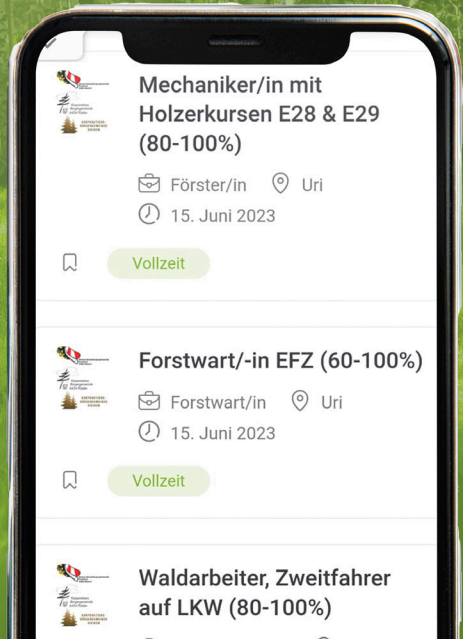 Mechaniker/in mit
Holzerkursen E28 & E29
(80-100%)
Förster/in Uri
15. Juni 2023
Vollzeit
Forstwart/-in EFZ (60-100%)
Forstwart/in Uri
15. Juni 2023
Vollzeit
Waldarbeiter, Zweitfahrer
auf LKW (80-100%)